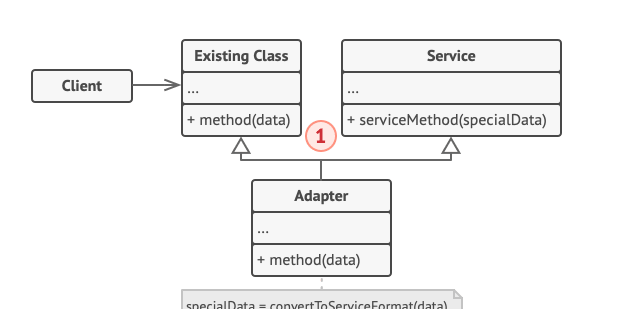 Client
Existing Class
...
+ method(data)
Service
...
+ serviceMethod(specialData)
1
Adapter
...
+ method(data)
specialData = convertToServiceFormat(data)